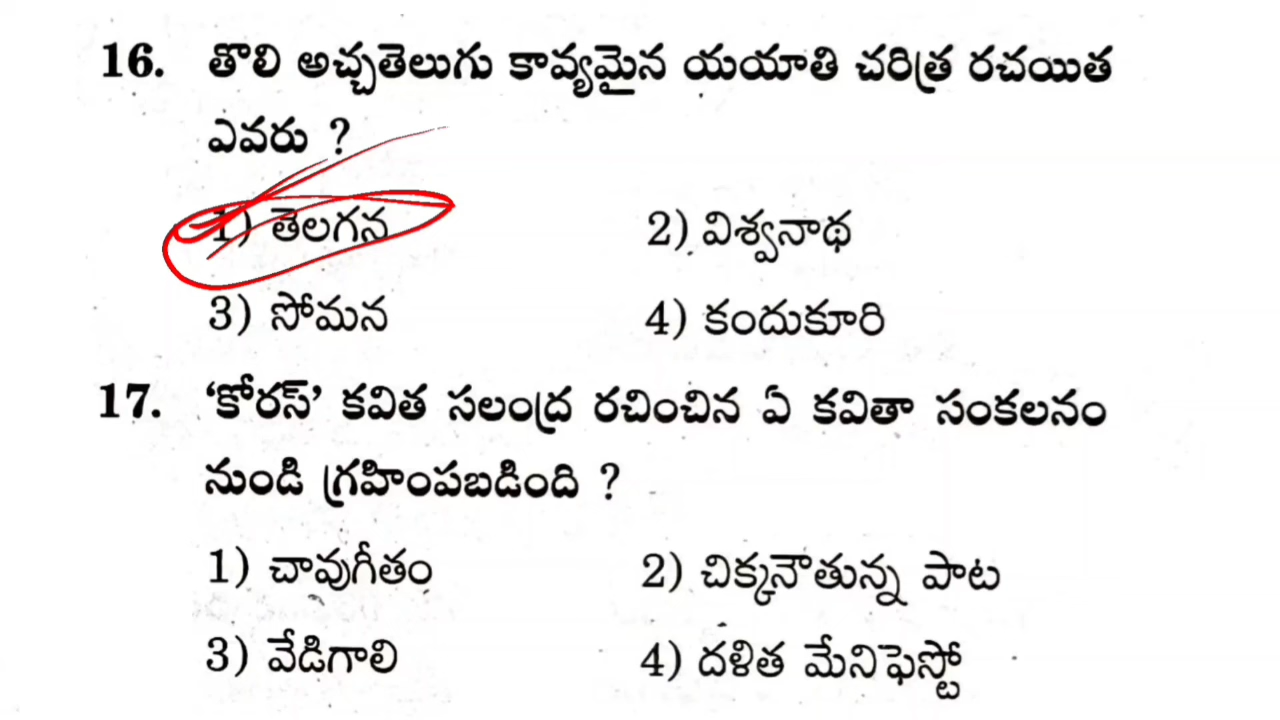 16. తొలి అచ్చతెలుగు కావ్యమైన యయాతి చరిత్ర రచయిత
ఎవరు ?
1) తెలగన 2) విశ్వనాథ
3) సోమన 4) కందుకూరి
17. ‘కోరస్’ కవిత సలంద్ర రచించిన ఏ కవితా సంకలనం
నుండి గ్రహింపబడింది ?
1) చావుగీతం 2) చిక్కనౌతున్న పాట
3) వేడిగాలి 4) దళిత మేనిఫెస్టో